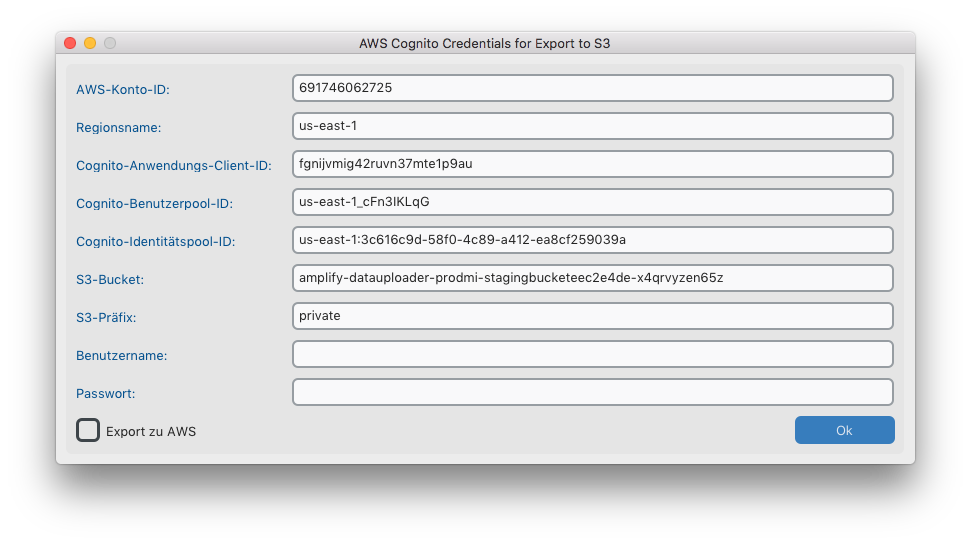 AWS Cognito Credentials for Export to S3
AWS-Konto-ID: 691746062725
Regionsname: us-east-1
Cognito-Anwendungs-Client-ID: fgnijvmig42ruvn37mte1p9au
Cognito-Benutzerpool-ID: us-east-1_cFn3IKLqG
Cognito-Identitätspool-ID: us-east-1:3c616c9d-58f0-4c89-a412-ea8cf259039a
S3-Bucket: amplify-datauploader-prodmi-stagingbucketeec2e4de-x4qrvyzen65z
S3-Präfix: private
Benutzername:
Passwort:
Export zu AWS Ok